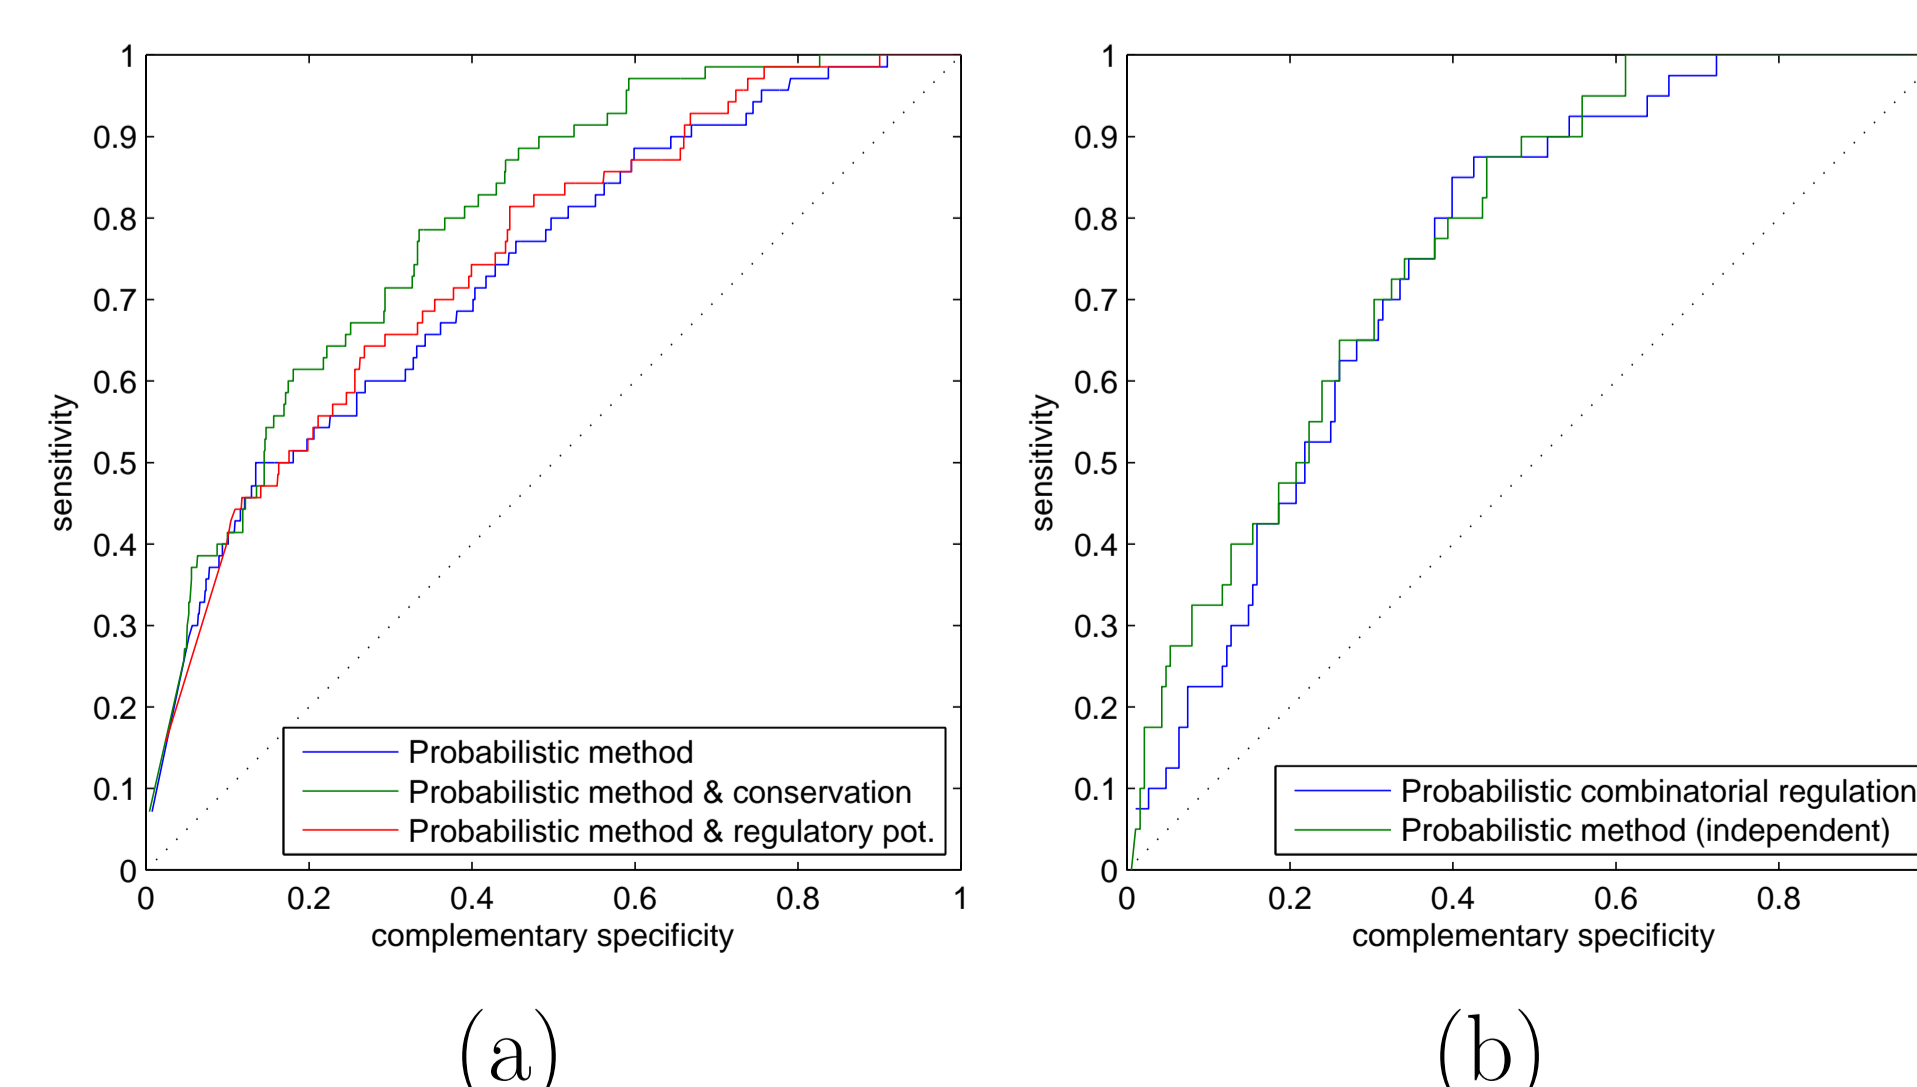 1
0.9
0.8
0.7
0.6
0.5
0.4
0.3
0.2
0.1
0
sensitivity
Probabilistic method
Probabilistic method & conservation
Probabilistic method & regulatory pot.
0 0.2 0.4 0.6 0.8 1
complementary specificity
(a)
1
0.9
0.8
0.7
0.6
0.5
0.4
0.3
0.2
0.1
0
sensitivity
Probabilistic combinatorial regulation
Probabilistic method (independent)
0 0.2 0.4 0.6 0.8
complementary specificity
(b)